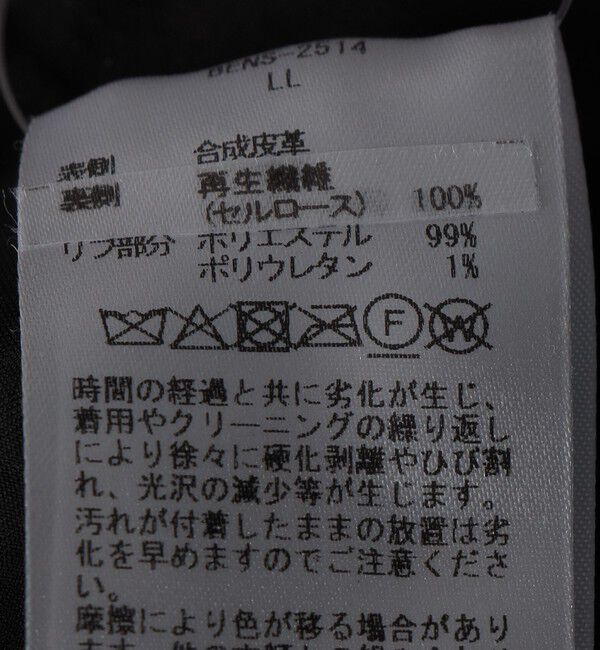 BENS-2514
LL
表側 合成皮革
裏側 再生繊維
(セルロース) 100%
リブ部分 ポリエステル 99%
ポリウレタン 1%
F W
時間の経過と共に劣化が生じ、
着用やクリーニングの繰り返し
により徐々に硬化剥離やひび割
れ、光沢の減少等が生じます。
汚れが付着したままの放置は劣
化を早めますのでご注意くださ
い。
摩擦により色が移る場合があり